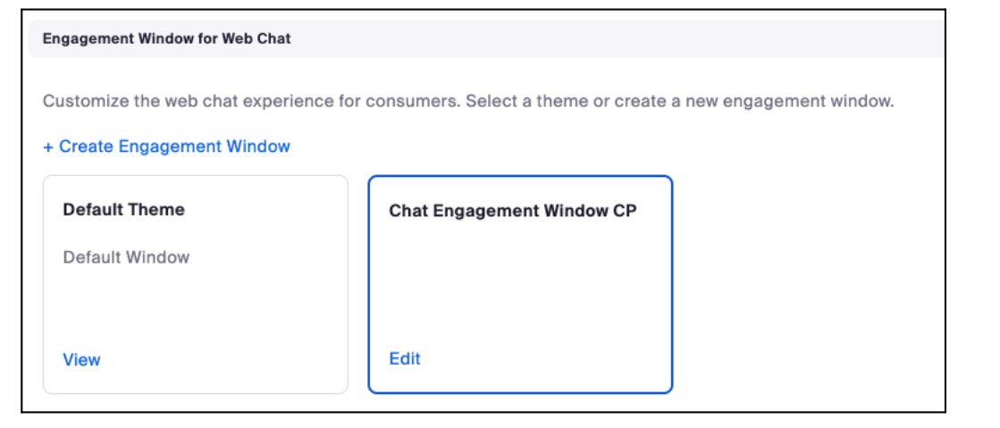 Engagement Window for Web Chat
Customize the web chat experience for consumers. Select a theme or create a new engagement window.
+ Create Engagement Window
Default Theme
Default Window
View
Chat Engagement Window CP
Edit